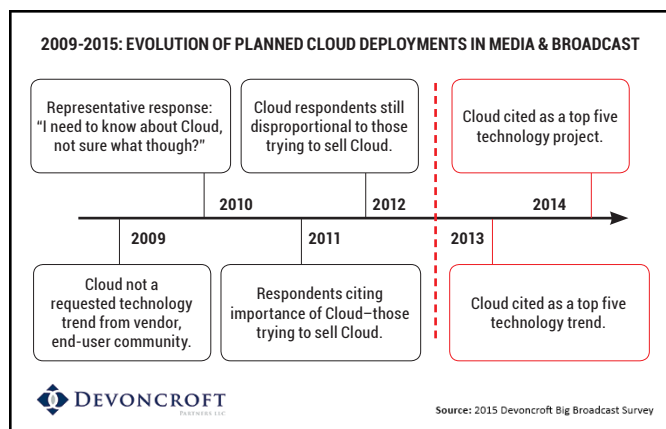 2009-2015: EVOLUTION OF PLANNED CLOUD DEPLOYMENTS IN MEDIA & BROADCAST
Representative response:
“I need to know about Cloud,
not sure what though?”
Cloud respondents still
disproportional to those
trying to sell Cloud.
Cloud cited as a top five
technology project.
2010
2012
2014
2009
2011
2013
Cloud not a
requested technology
trend from vendor,
end-user community.
Respondents citing
importance of Cloud–those
trying to sell Cloud.
Cloud cited as a top five
technology trend.
DEVONCROFT
PARTNERS LLC
Source: 2015 Devoncroft Big Broadcast Survey